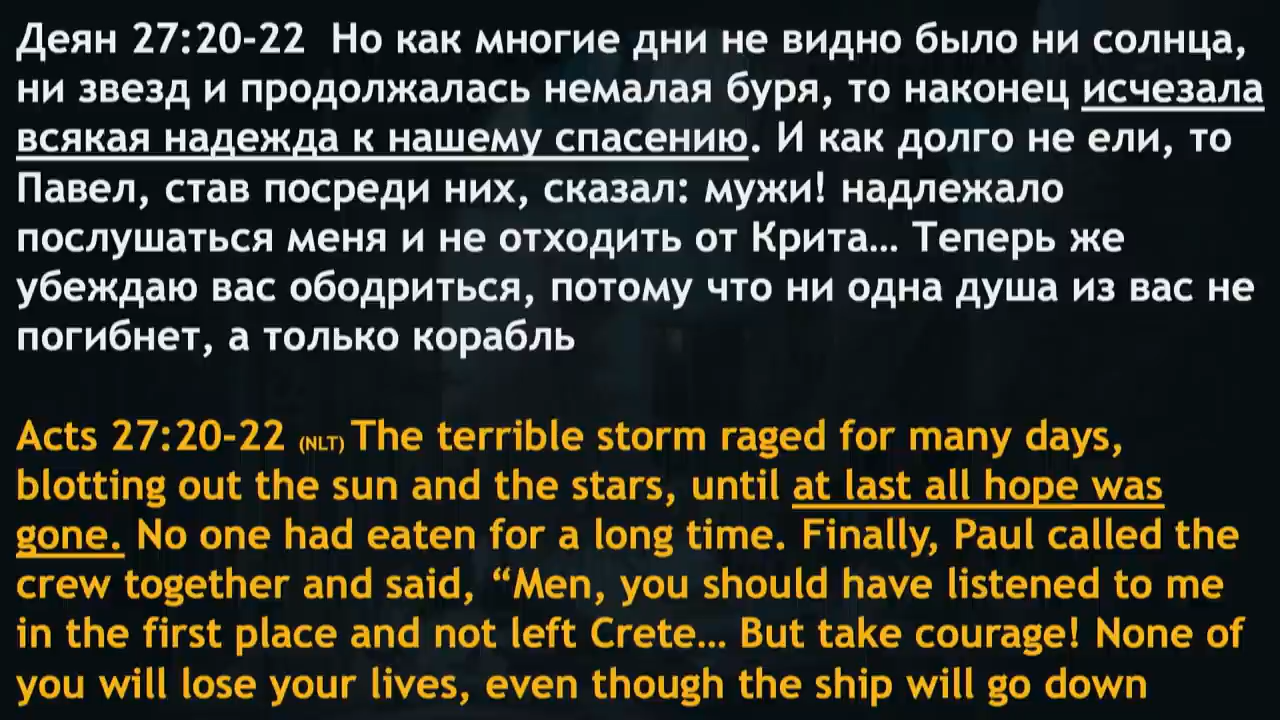 Деян 27:20-22 Но как многие дни не видно было ни солнца,
ни звезд и продолжалась немалая буря, то наконец исчезала
всякая надежда к нашему спасению. И как долго не ели, то
Павел, став посреди них, сказал: мужи! надлежало
послушаться меня и не отходить от Крита… Теперь же
убеждаю вас ободриться, потому что ни одна душа из вас не
погибнет, а только корабль
Acts 27:20-22 (NLT) The terrible storm raged for many days,
blotting out the sun and the stars, until at last all hope was
gone. No one had eaten for a long time. Finally, Paul called the
crew together and said, “Men, you should have listened to me
in the first place and not left Crete… But take courage! None of
you will lose your lives, even though the ship will go down